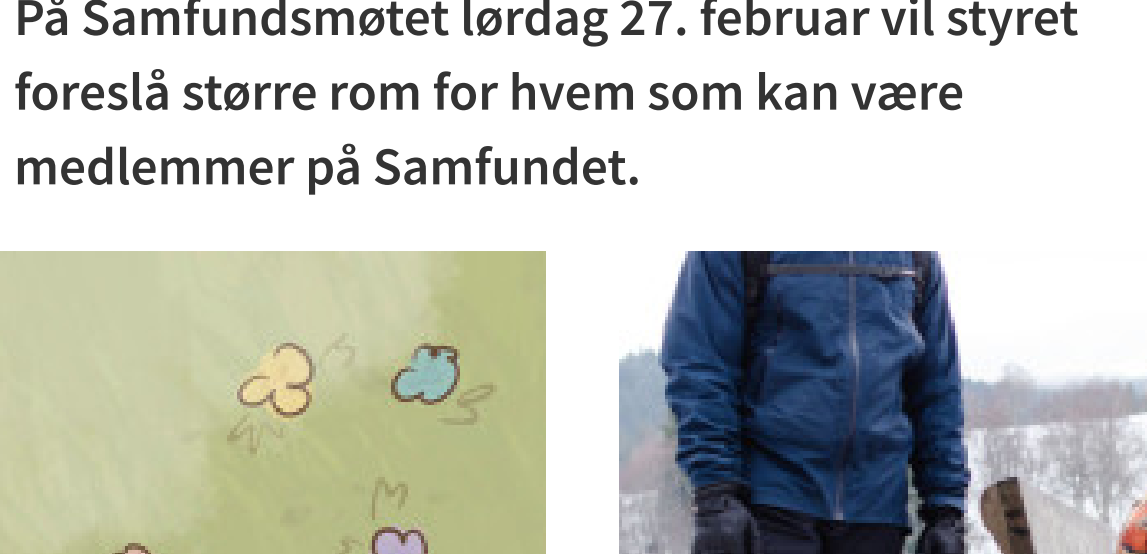 På Samfundsmøtet lørdag 27. februar vil styret
foreslå større rom for hvem som kan være
medlemmer på Samfundet.